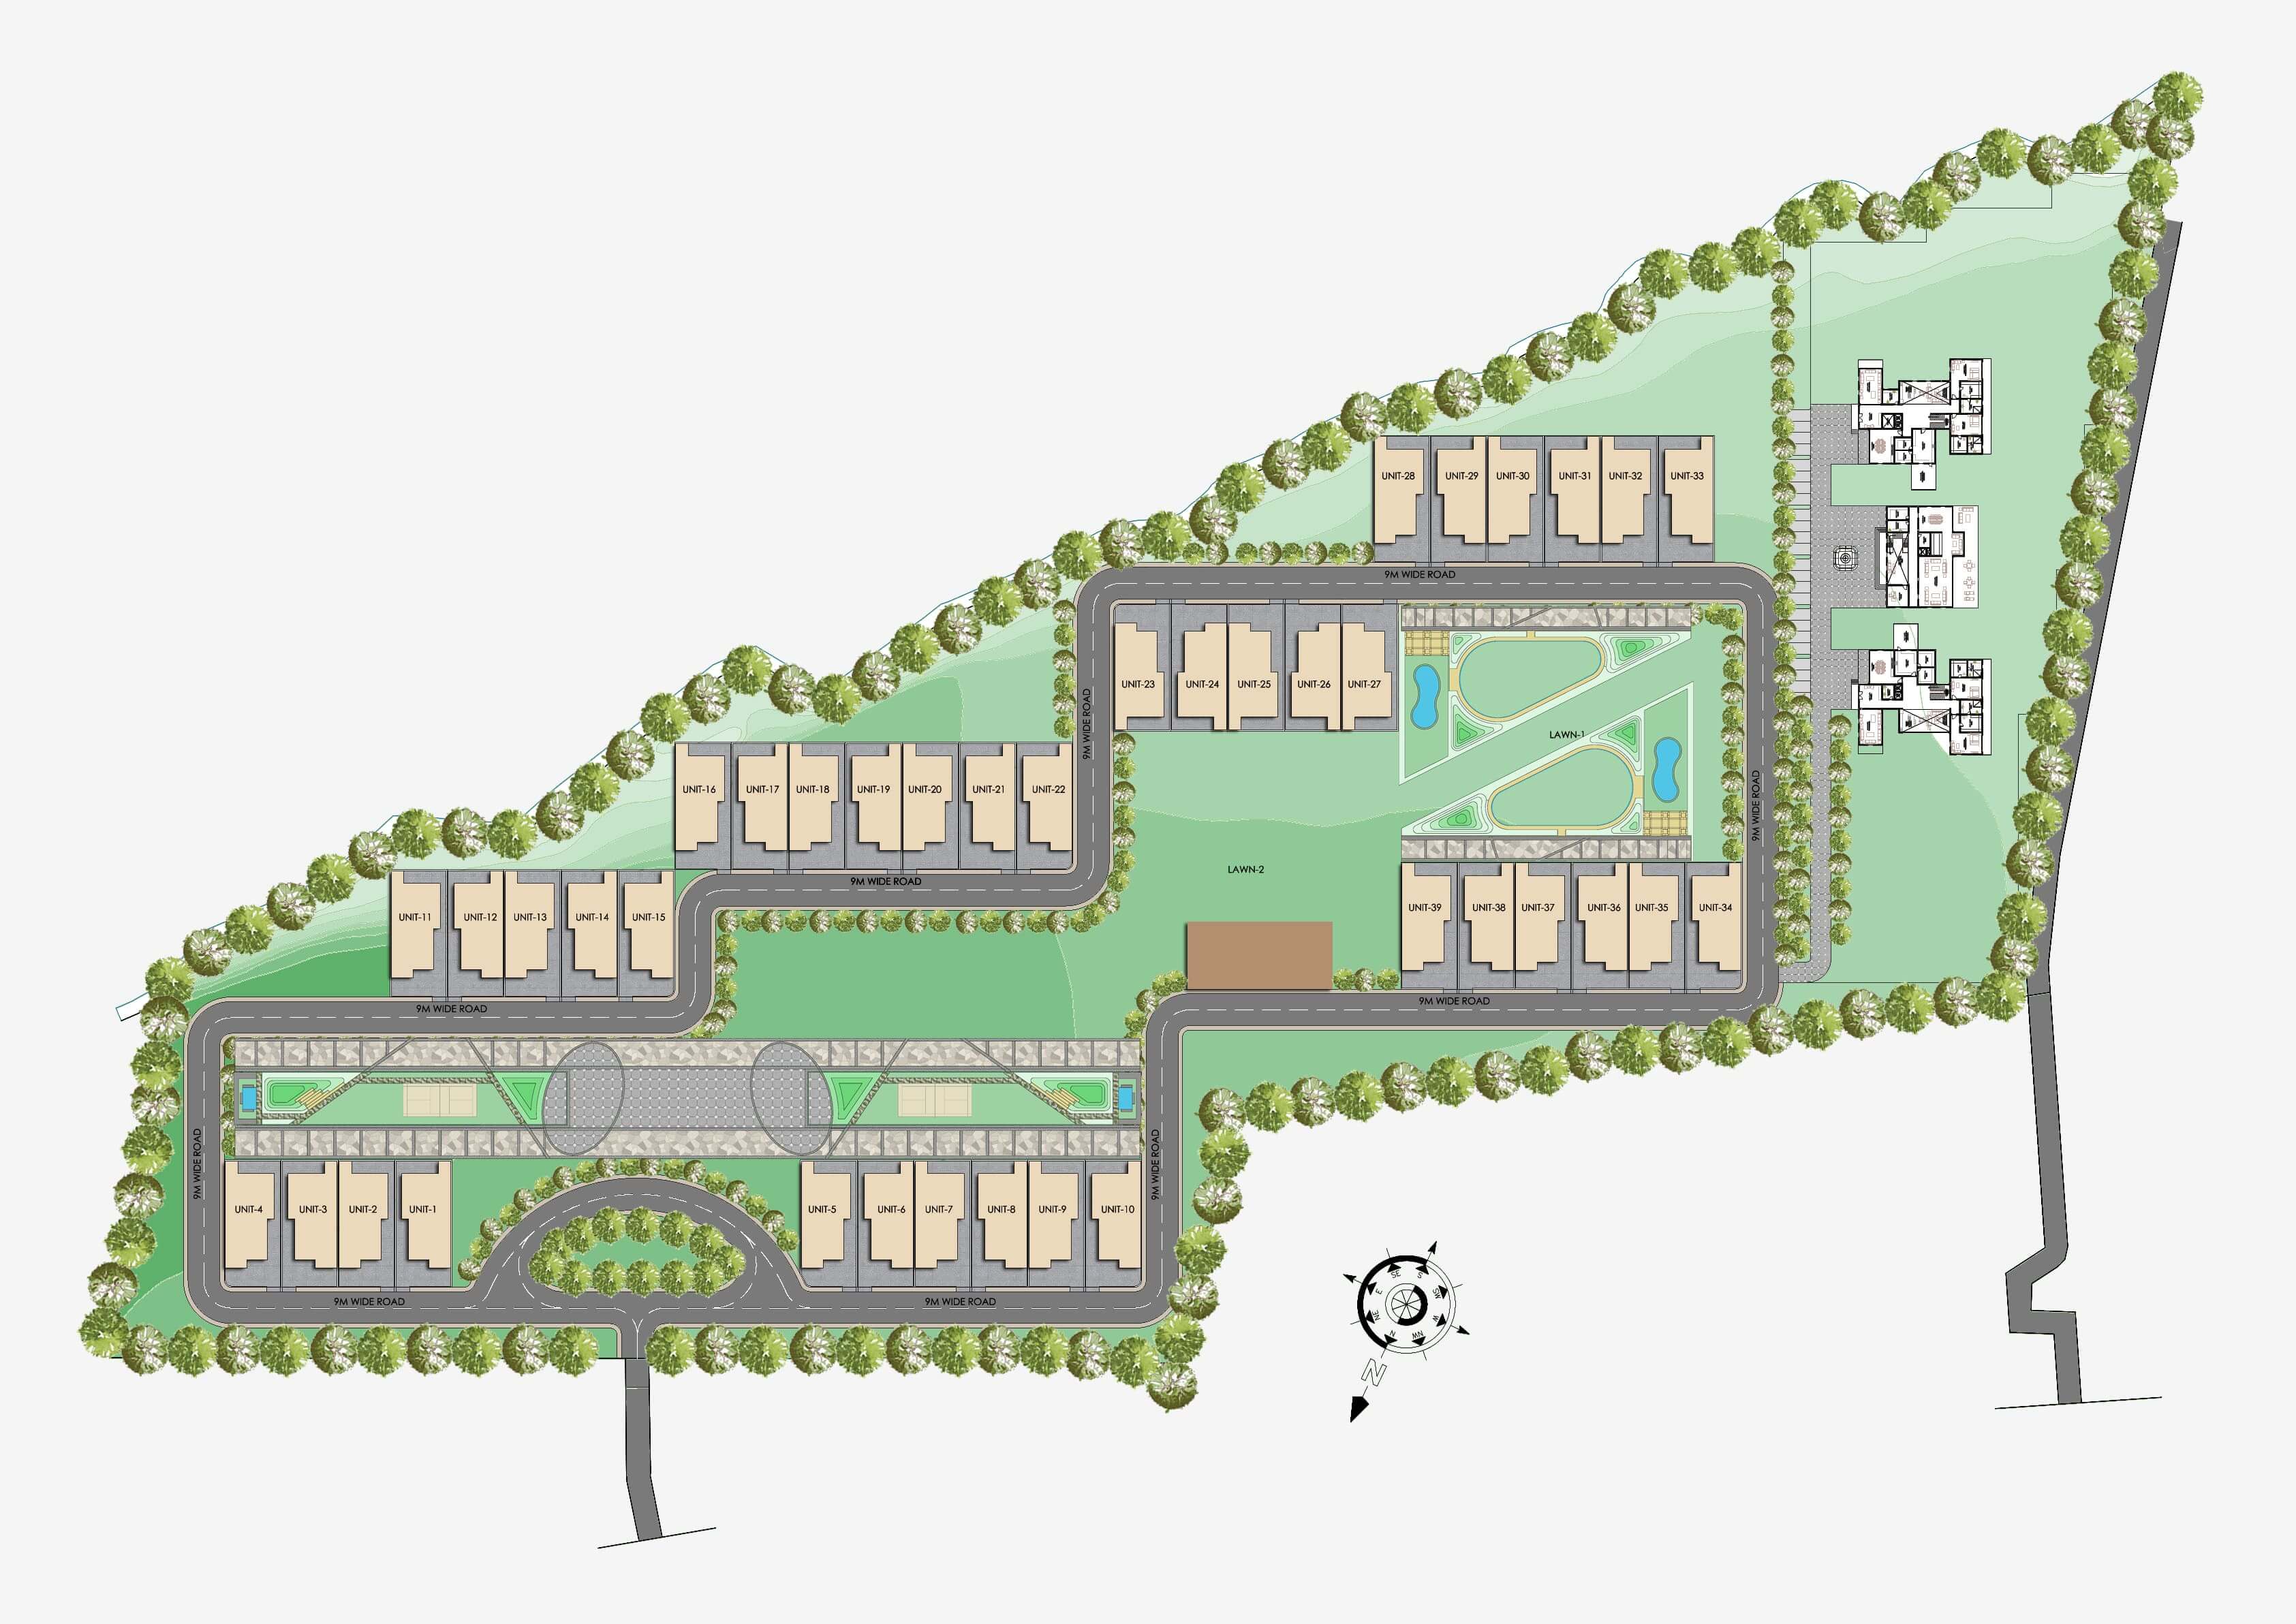 UNIT-28 UNIT-29 UNIT-30 UNIT-31 UNIT-32 UNIT-33
9M WIDE ROAD
UNIT-23 UNIT-24 UNIT-25 UNIT-26 UNIT-27
9M WIDE ROAD
LAWN-1
UNIT-16 UNIT-17 UNIT-18 UNIT-19 UNIT-20 UNIT-21 UNIT-22
9M WIDE ROAD
LAWN-2
9M WIDE ROAD
UNIT-39 UNIT-38 UNIT-37 UNIT-36 UNIT-35 UNIT-34
UNIT-11 UNIT-12 UNIT-13 UNIT-14 UNIT-15
9M WIDE ROAD
9M WIDE ROAD
9M WIDE ROAD
9M WIDE ROAD
UNIT-4 UNIT-3 UNIT-2 UNIT-1 UNIT-5 UNIT-6 UNIT-7 UNIT-8 UNIT-9 UNIT-10
9M WIDE ROAD
9M WIDE ROAD
SE S
E SW
NE W
N NW
N